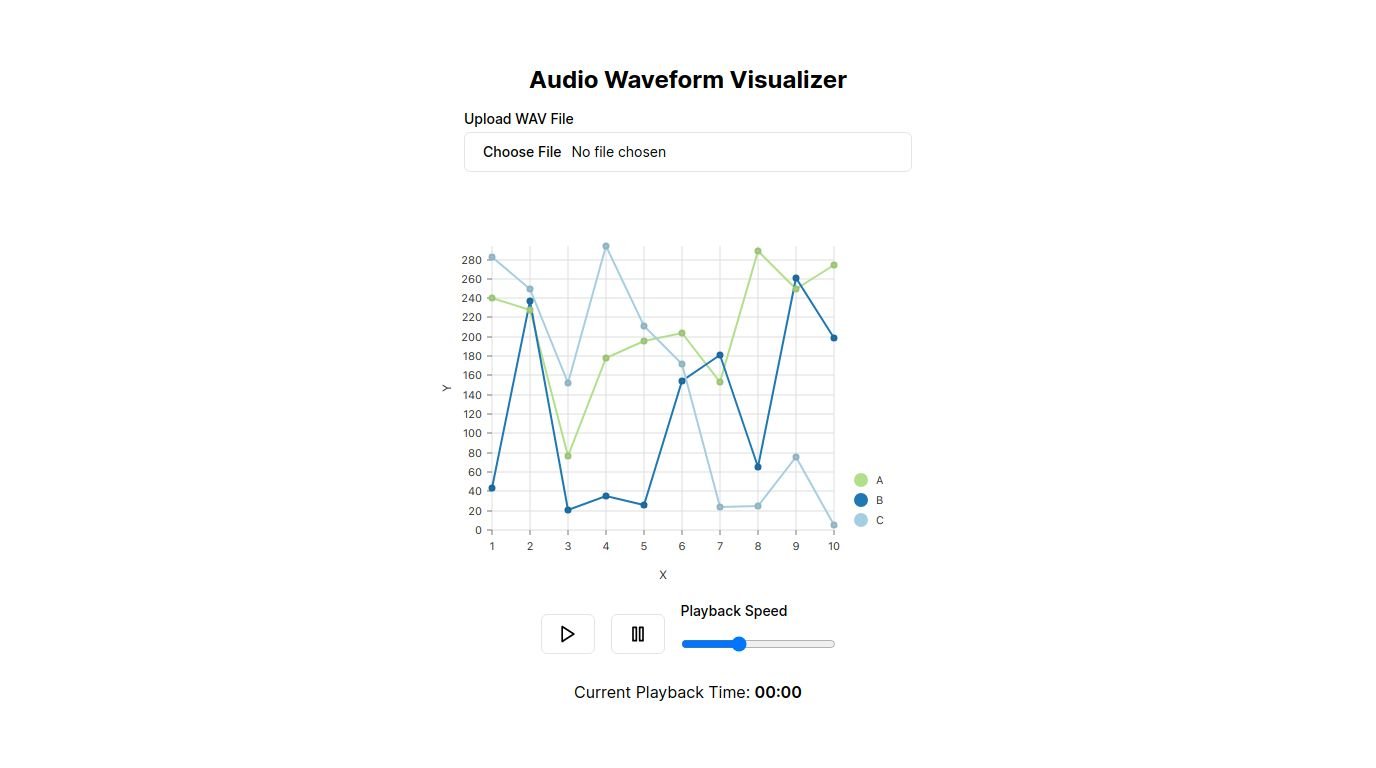 Audio Waveform Visualizer
Upload WAV File
Choose File No file chosen
280
260
240
220
200
180
160
140
120
100
80
60
40
20
0
Y
1 2 3 4 5 6 7 8 9 10
X
A
B
C
Playback Speed
Current Playback Time: 00:00